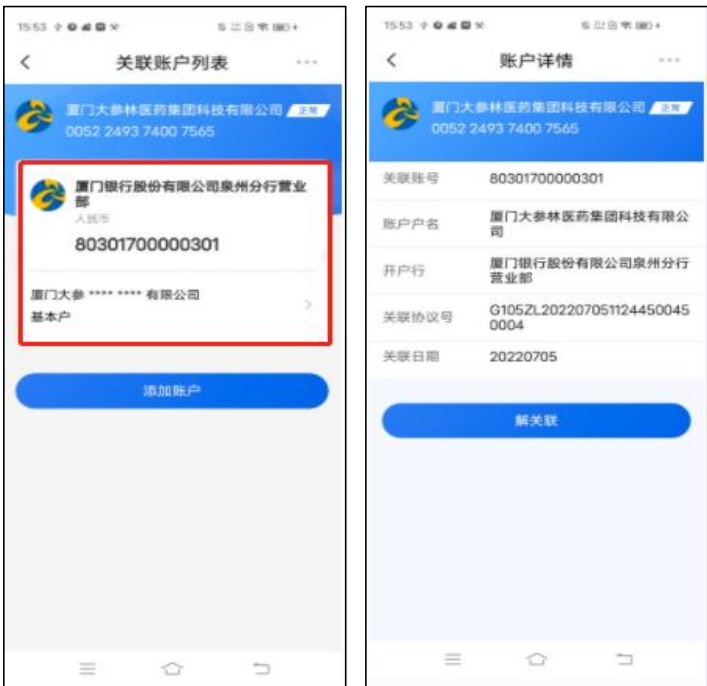 15:53
关联账户列表
厦门大参林医药集团科技有限公司 正常
0052 2493 7400 7565
厦门银行股份有限公司泉州分行营业
部
人民币
80301700000301
厦门大参 **** **** 有限公司
基本户
添加账户
15:53
账户详情
厦门大参林医药集团科技有限公司 正常
0052 2493 7400 7565
关联账号 80301700000301
账户户名 厦门大参林医药集团科技有限公
司
开户行 厦门银行股份有限公司泉州分行
营业部
关联协议号 G105ZL202207051124450045
0004
关联日期 20220705
解关联